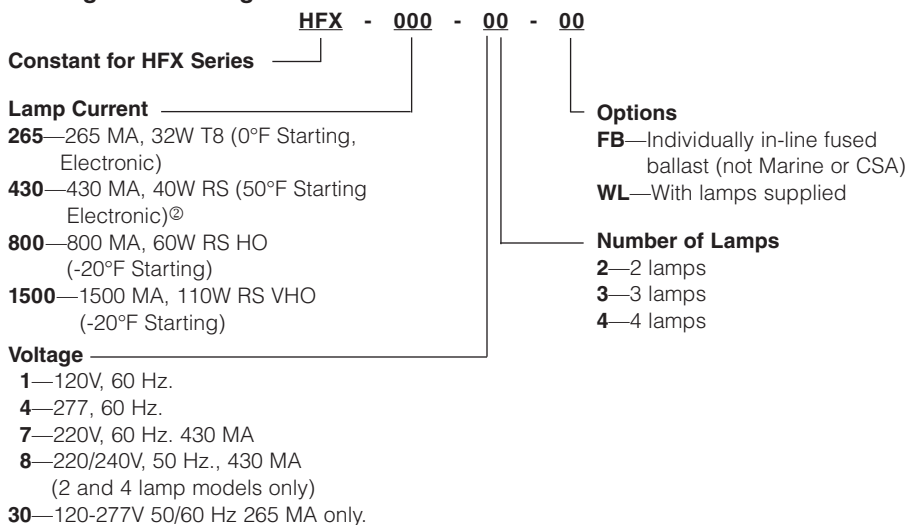 HFX - 000 - 00 - 00
Constant for HFX Series
Lamp Current
265—265 MA, 32W T8 (0°F Starting,
Electronic)
430—430 MA, 40W RS (50°F Starting
Electronic)②
800—800 MA, 60W RS HO
(-20°F Starting)
1500—1500 MA, 110W RS VHO
(-20°F Starting)
Voltage
1—120V, 60 Hz.
4—277, 60 Hz.
7—220V, 60 Hz. 430 MA
8—220/240V, 50 Hz., 430 MA
(2 and 4 lamp models only)
30—120-277V 50/60 Hz 265 MA only.
Options
FB—Individually in-line fused
ballast (not Marine or CSA)
WL—With lamps supplied
Number of Lamps
2—2 lamps
3—3 lamps
4—4 lamps